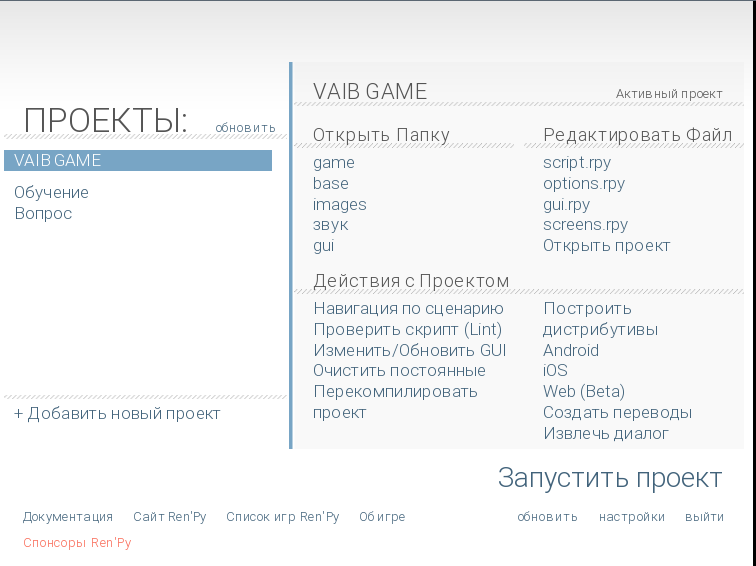 ПРОЕКТЫ:
обновить
VAIB GAME
Обучение
Вопрос
+ Добавить новый проект
VAIB GAME
Активный проект
Открыть Папку
game
base
images
звук
gui
Редактировать Файл
script.rpy
options.rpy
gui.rpy
screens.rpy
Открыть проект
Действия с Проектом
Навигация по сценарию
Проверить скрипт (Lint)
Изменить/Обновить GUI
Очистить постоянные
Перекомпилировать
проект
Построить
дистрибутивы
Android
iOS
Web (Beta)
Создать переводы
Извлечь диалог
Запустить проект
Документация
Сайт Ren'Py
Список игр Ren'Py
Об игре
обновить
настройки
выйти
Спонсоры Ren'Py